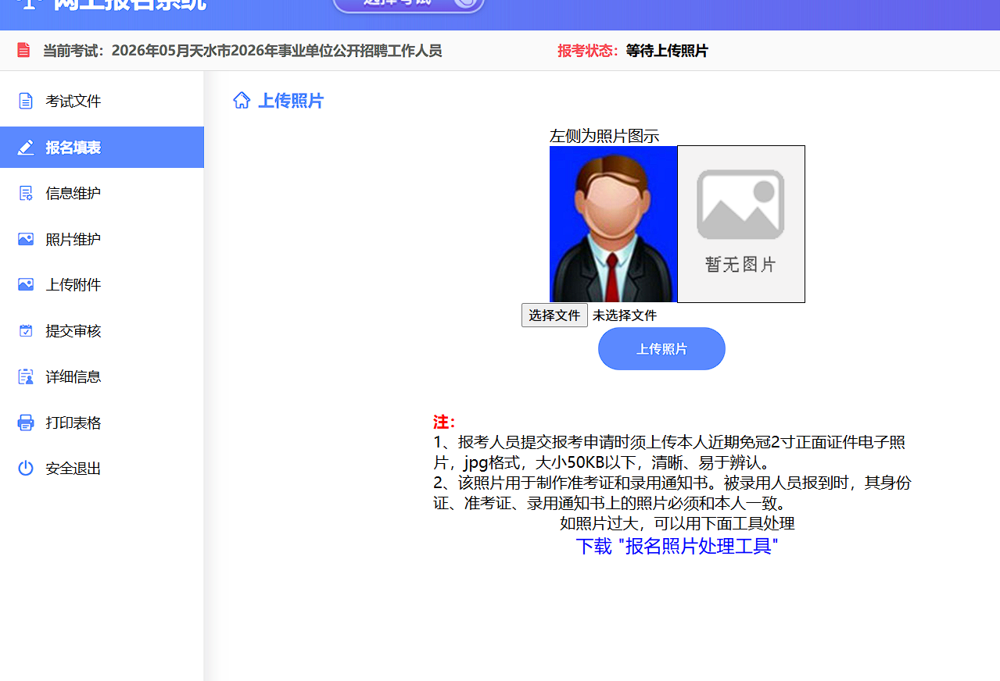 网上报名系统
选择考试
当前考试：2026年05月天水市2026年事业单位公开招聘工作人员
报考状态：等待上传照片
考试文件
报名填表
信息维护
照片维护
上传附件
提交审核
详细信息
打印表格
安全退出
上传照片
左侧为照片图示
暂无图片
选择文件 未选择文件
上传照片
注：
1、报考人员提交报考申请时须上传本人近期免冠2寸正面证件电子照
片，jpg格式，大小50KB以下，清晰、易于辨认。
2、该照片用于制作准考证和录用通知书。被录用人员报到时，其身份
证、准考证、录用通知书上的照片必须和本人一致。
如照片过大，可以用下面工具处理
下载 "报名照片处理工具"